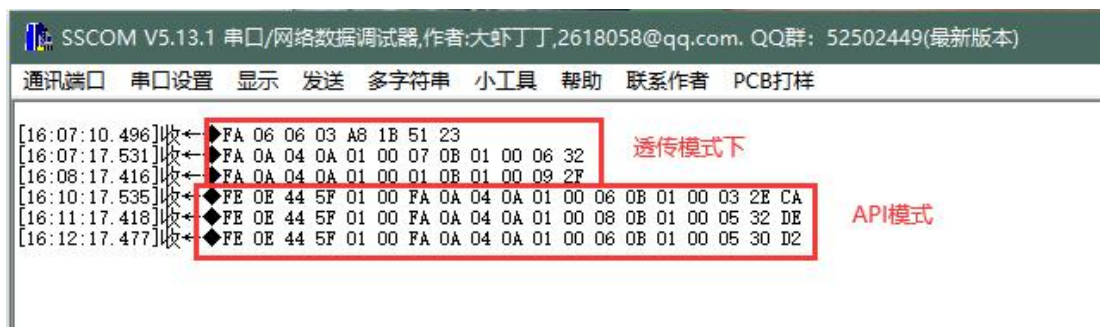 SSCOM V5.13.1 串口/网络数据调试器,作者:大虾丁丁,2618058@qq.com. QQ群: 52502449(最新版本)
通讯端口 串口设置 显示 发送 多字符串 小工具 帮助 联系作者 PCB打样
[16:07:10.496]收←◆FA 06 06 03 A8 1B 51 23
[16:07:17.531]收←◆FA 0A 04 0A 01 00 07 0B 01 00 06 32
透传模式下
[16:08:17.416]收←◆FA 0A 04 0A 01 00 01 0B 01 00 09 2F
[16:10:17.535]收←◆FE 0E 44 5F 01 00 FA 0A 04 0A 01 00 06 0B 01 00 03 2E CA
[16:11:17.418]收←◆FE 0E 44 5F 01 00 FA 0A 04 0A 01 00 08 0B 01 00 05 32 DE
API模式
[16:12:17.477]收←◆FE 0E 44 5F 01 00 FA 0A 04 0A 01 00 06 0B 01 00 05 30 D2